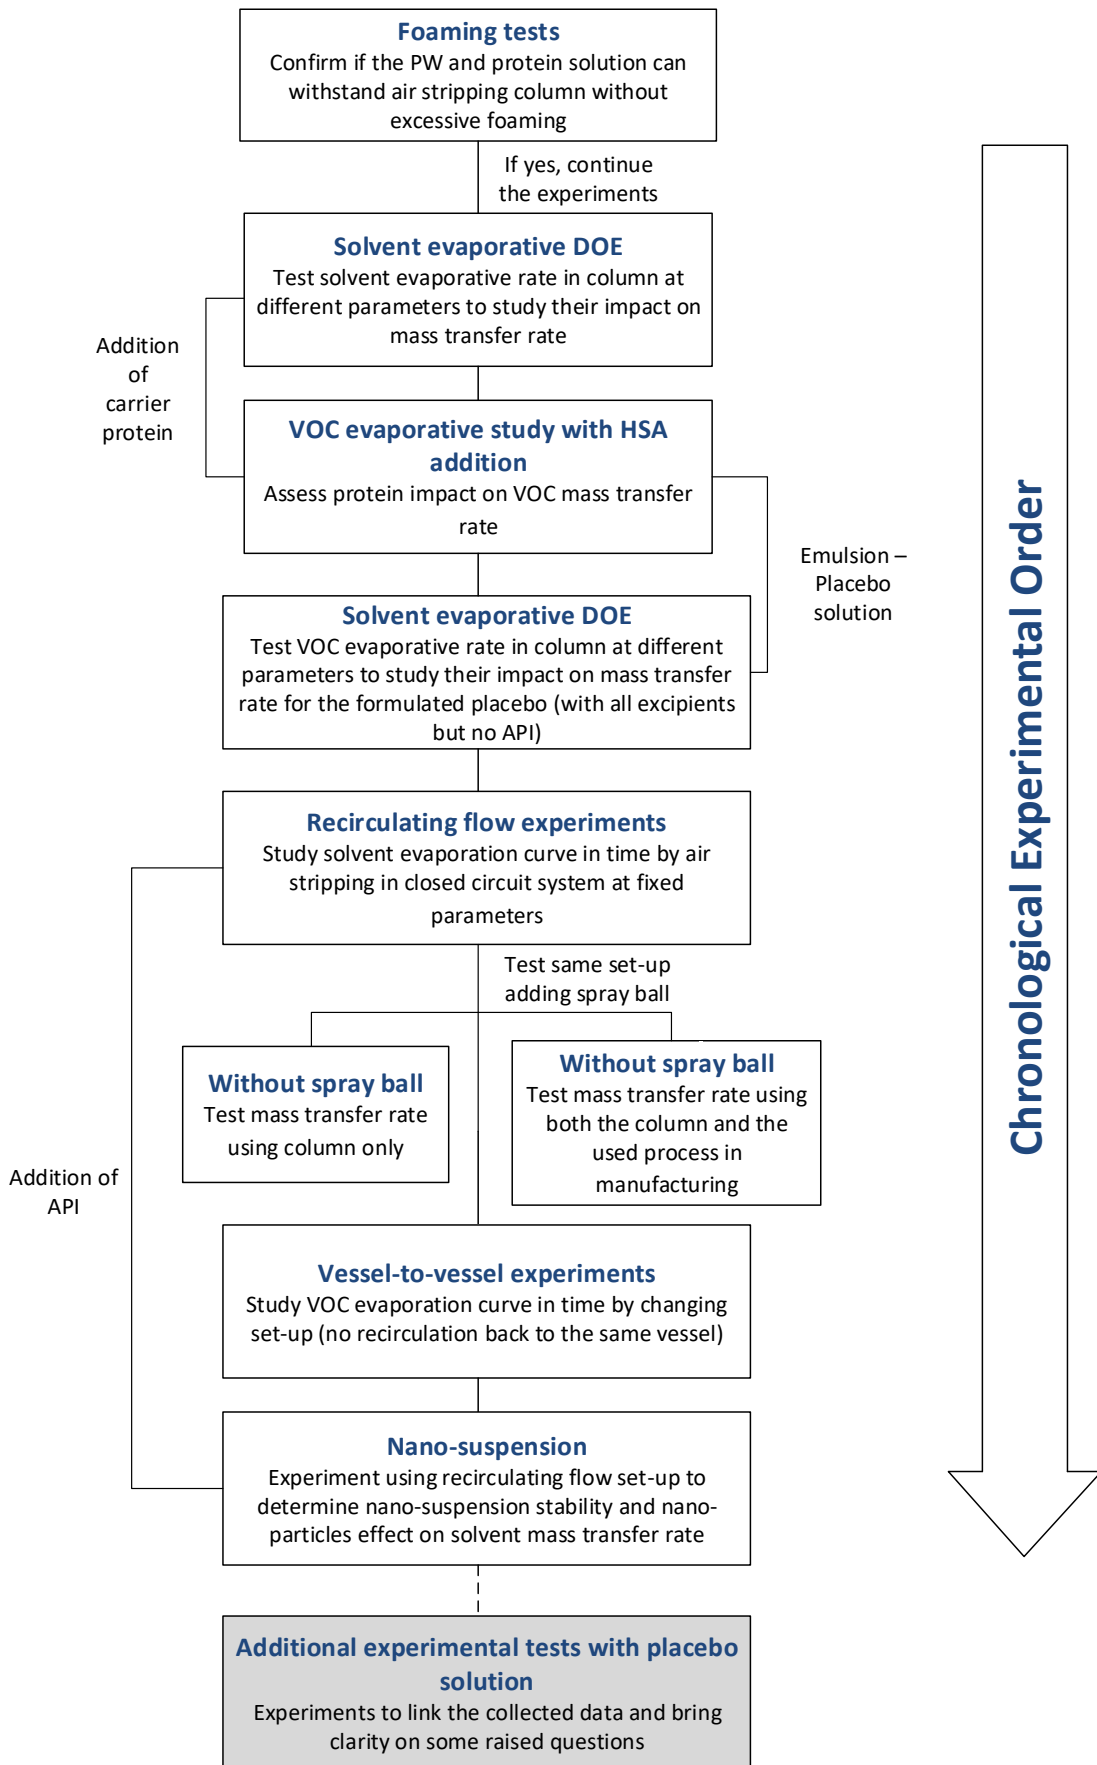 Foaming tests
Confirm if the PW and protein solution can
withstand air stripping column without
excessive foaming
If yes, continue
the experiments
Solvent evaporative DOE
Test solvent evaporative rate in column at
different parameters to study their impact on
mass transfer rate
Addition
of
carrier
protein
VOC evaporative study with HSA
addition
Assess protein impact on VOC mass transfer
rate
Emulsion –
Placebo
solution
Solvent evaporative DOE
Test VOC evaporative rate in column at different
parameters to study their impact on mass transfer
rate for the formulated placebo (with all excipients
but no API)
Recirculating flow experiments
Study solvent evaporation curve in time by air
stripping in closed circuit system at fixed
parameters
Test same set-up
adding spray ball
Without spray ball
Test mass transfer rate
using column only
Without spray ball
Test mass transfer rate using
both the column and the
used process in
manufacturing
Addition of
API
Vessel-to-vessel experiments
Study VOC evaporation curve in time by changing
set-up (no recirculation back to the same vessel)
Nano-suspension
Experiment using recirculating flow set-up to
determine nano-suspension stability and nano-
particles effect on solvent mass transfer rate
Additional experimental tests with placebo
solution
Experiments to link the collected data and bring
clarity on some raised questions
Chronological Experimental Order